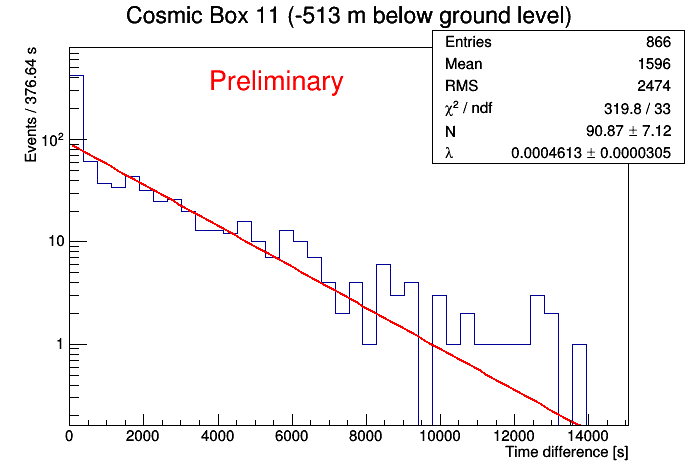 Cosmic Box 11 (-513 m below ground level)
Entries 866
Mean 1596
RMS 2474
χ² / ndf 319.8 / 33
N 90.87 ± 7.12
λ 0.0004613 ± 0.0000305
Preliminary
Events / 376.64 s
10²
10
1
0 2000 4000 6000 8000 10000 12000 14000
Time difference [s]